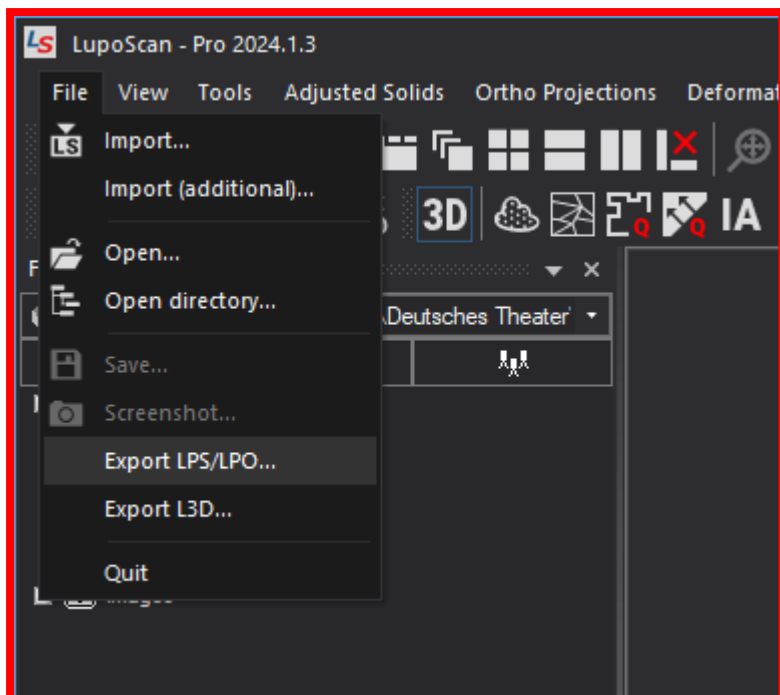 LS LupoScan - Pro 2024.1.3
File View Tools Adjusted Solids Ortho Projections
LS Import...
Import (additional)...
3D Q Q IA
Open...
Open directory...
\Deutsches Theater
Save...
Screenshot...
Export LPS/LPO...
Export L3D...
Quit